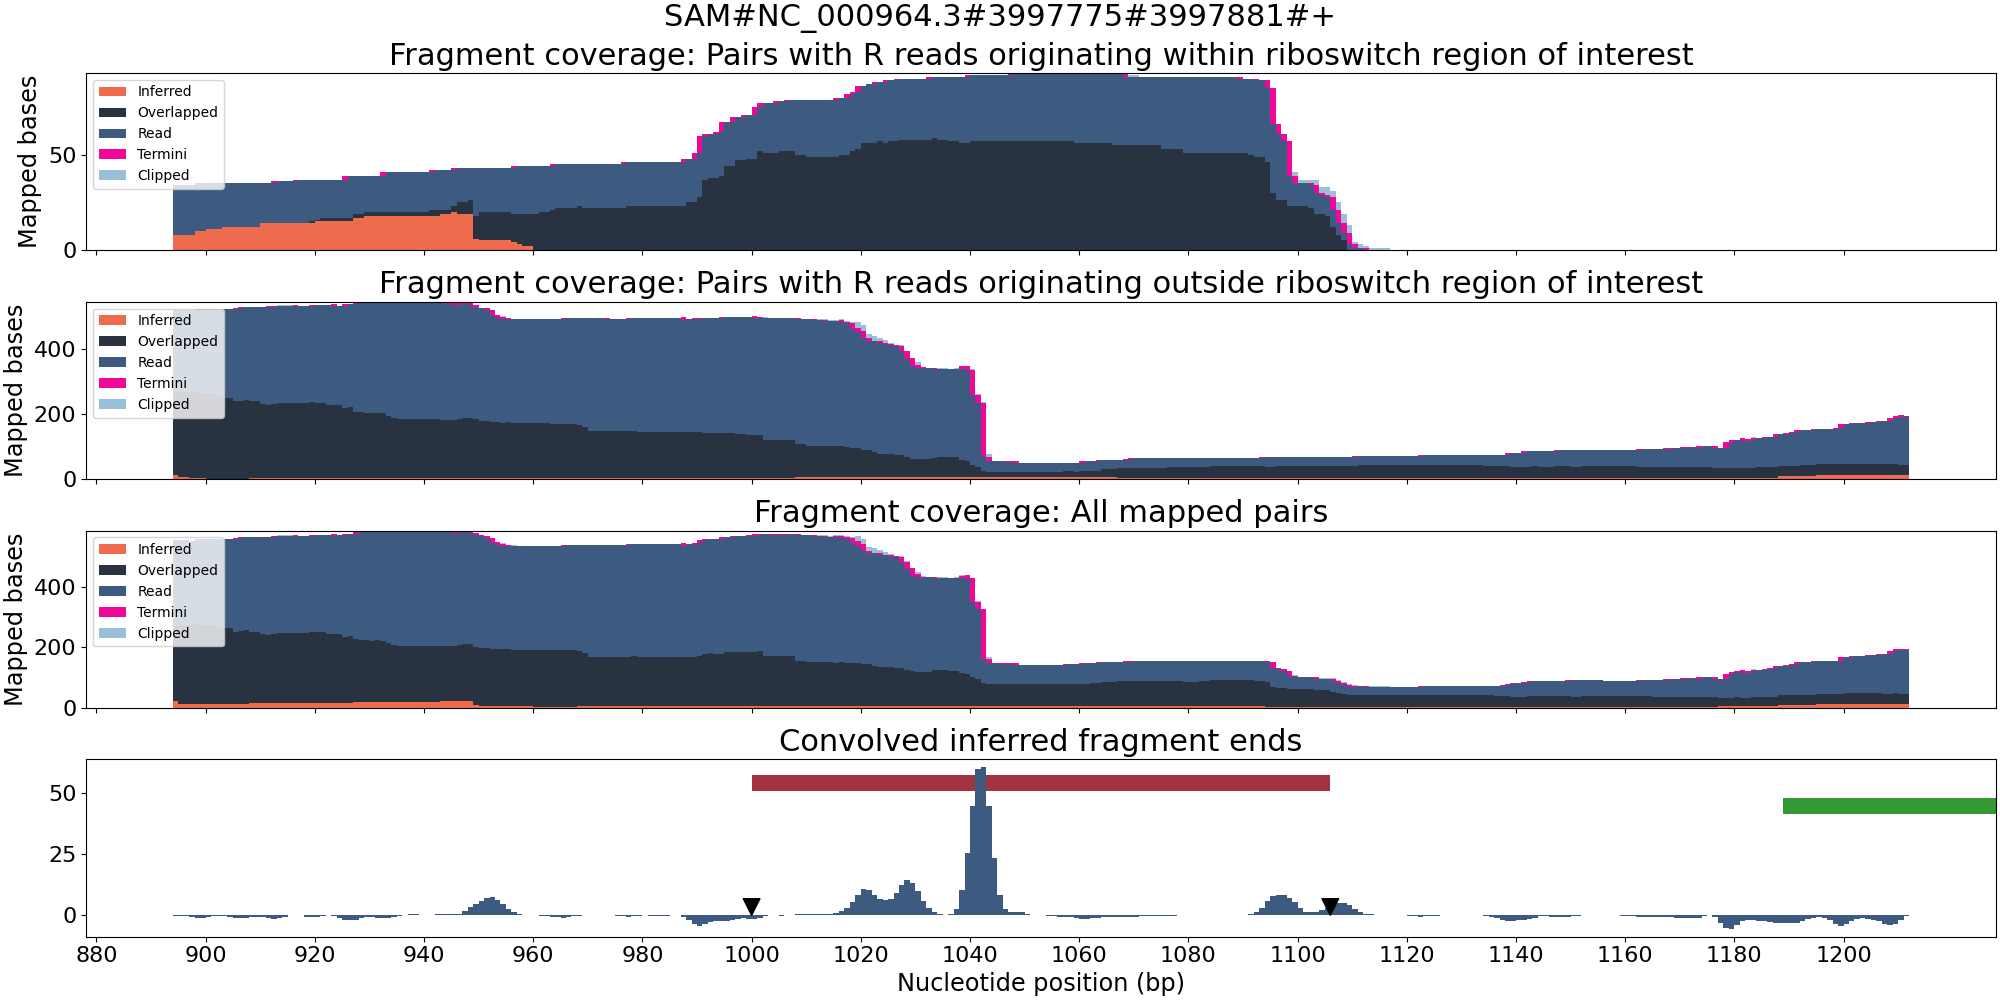 SAM#NC_000964.3#3997775#3997881#+
Fragment coverage: Pairs with R reads originating within riboswitch region of interest
Mapped bases
50
0
Inferred
Overlapped
Read
Termini
Clipped
Fragment coverage: Pairs with R reads originating outside riboswitch region of interest
Mapped bases
400
200
0
Inferred
Overlapped
Read
Termini
Clipped
Fragment coverage: All mapped pairs
Mapped bases
400
200
0
Inferred
Overlapped
Read
Termini
Clipped
Convolved inferred fragment ends
50
25
0
880 900 920 940 960 980 1000 1020 1040 1060 1080 1100 1120 1140 1160 1180 1200
Nucleotide position (bp)